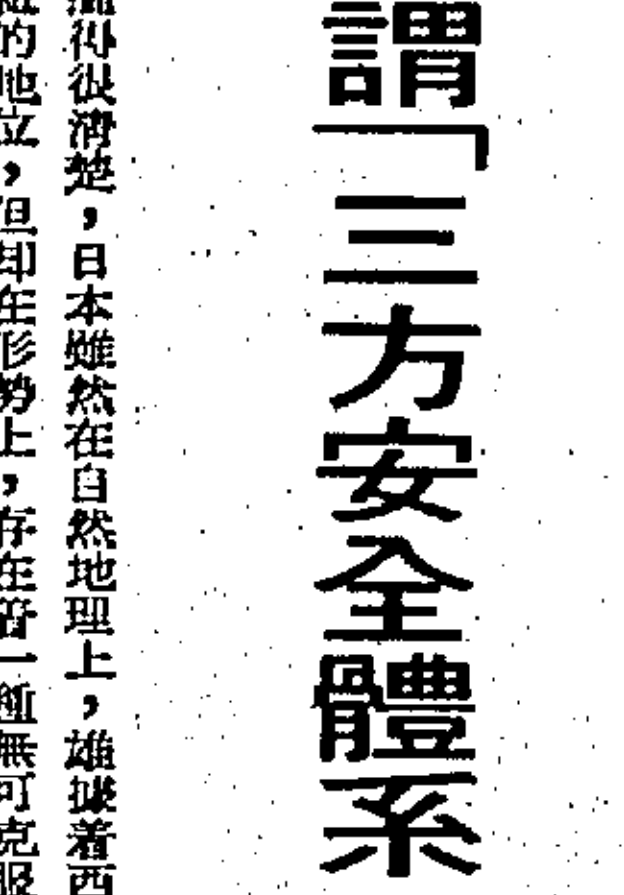 謂「三方安全體系
得很清楚，日本雖然在自然地理上，雄據着西
的地位，但却在形勢上，存在着一種無可克服